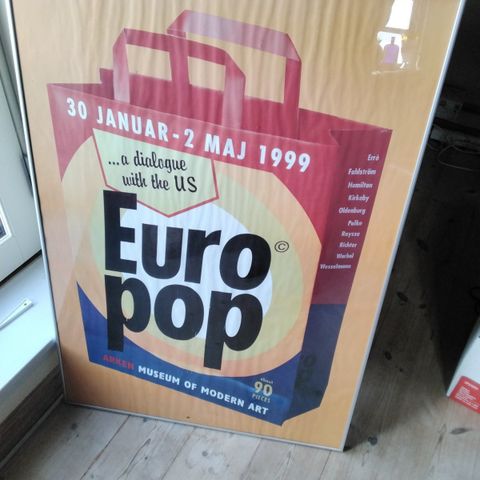 30 JANUAR-2 MAJ 1999
...a dialogue
with the US
Euro
pop
©
Erró
Fahlström
Hamilton
Kirkeby
Oldenburg
Polke
Raysse
Richter
Warhol
Wesselmann
about
90
PIECES
ARKEN MUSEUM OF MODERN ART